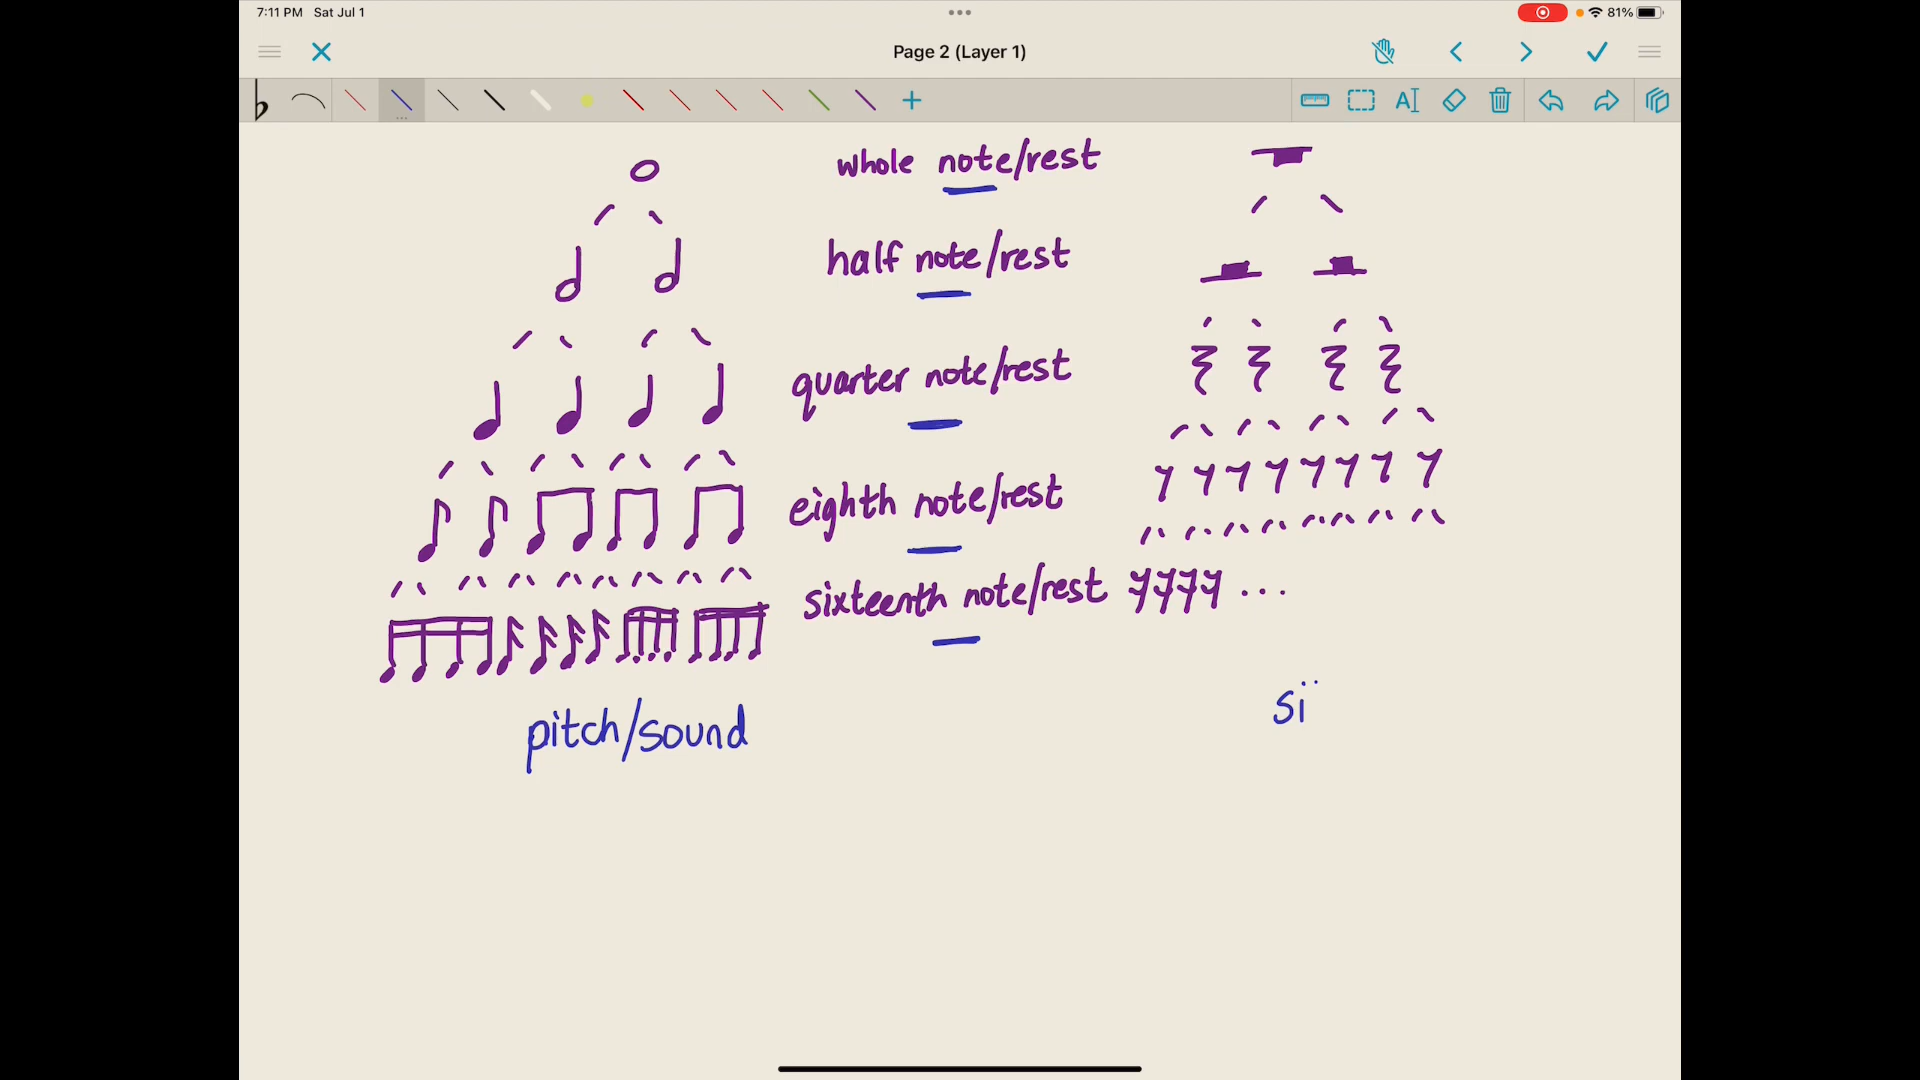 7:11 PM Sat Jul 1
81%
Page 2 (Layer 1)
whole note/rest
half note/rest
quarter note/rest
eighth note/rest
sixteenth note/rest ...
pitch/sound
si